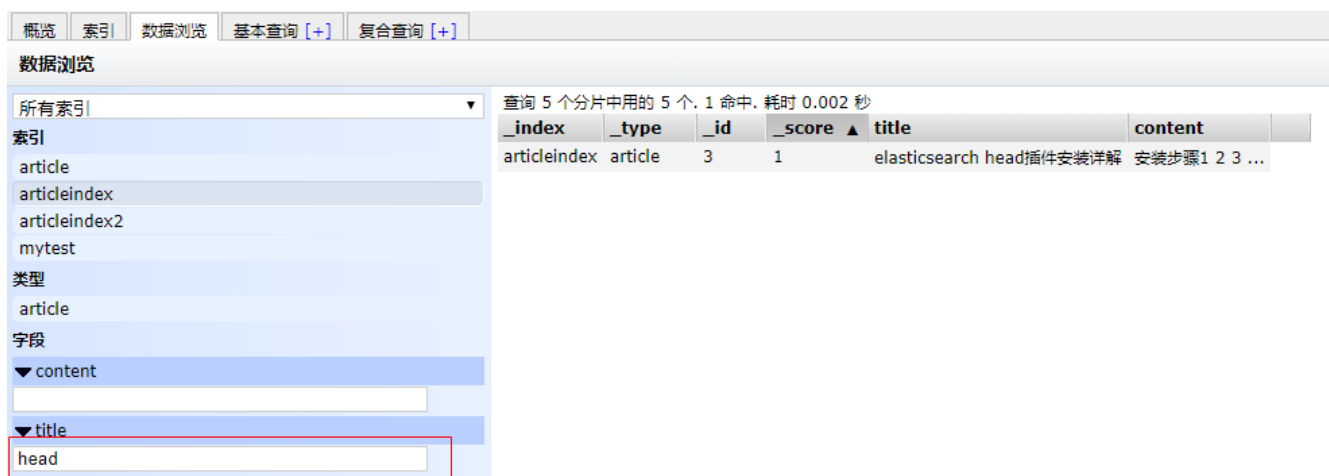 概览 索引 数据浏览 基本查询 [+] 复合查询 [+]
数据浏览
所有索引
索引
article
articleindex
articleindex2
mytest
类型
article
字段
content
title
head
查询 5 个分片中用的 5 个. 1 命中. 耗时 0.002 秒
_index _type _id _score ▲ title content
articleindex article 3 1 elasticsearch head插件安装详解 安装步骤1 2 3 ...